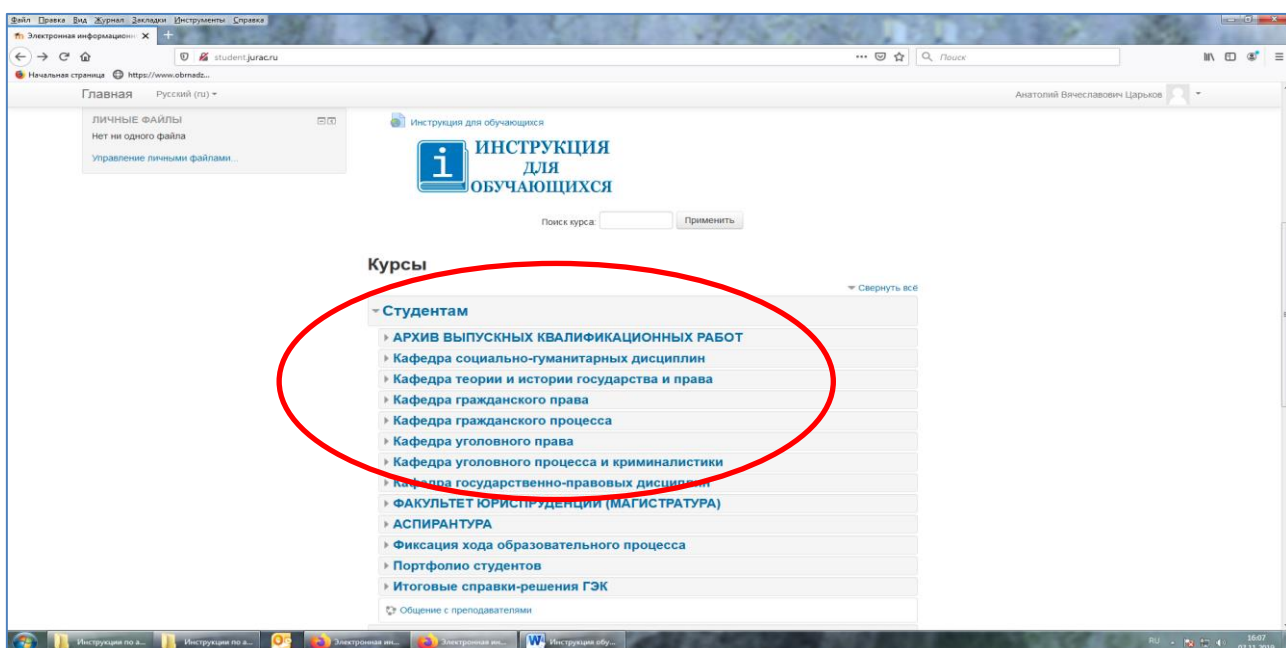 Файл Правка Вид Журнал Закладки Инструменты Справка
Электронная информационн
student.jurac.ru
Поиск
Начальная страница https://www.obrnadz...
Главная Русский (ru)
Анатолий Вячеславович Царьков
ЛИЧНЫЕ ФАЙЛЫ
Нет ни одного файла
Управление личными файлами...
Инструкция для обучающихся
ИНСТРУКЦИЯ
ДЛЯ
ОБУЧАЮЩИХСЯ
Поиск курса: Применить
Курсы
Свернуть всё
Студентам
АРХИВ ВЫПУСКНЫХ КВАЛИФИКАЦИОННЫХ РАБОТ
Кафедра социально-гуманитарных дисциплин
Кафедра теории и истории государства и права
Кафедра гражданского права
Кафедра гражданского процесса
Кафедра уголовного права
Кафедра уголовного процесса и криминалистики
Кафедра государственно-правовых дисциплин
ФАКУЛЬТЕТ ЮРИСПРУДЕНЦИИ (МАГИСТРАТУРА)
АСПИРАНТУРА
Фиксация хода образовательного процесса
Портфолио студентов
Итоговые справки-решения ГЭК
Общение с преподавателями
Инструкции по а... Инструкции по а... Электронная ин... Электронная ин... Инструкция обу...
RU 16:07